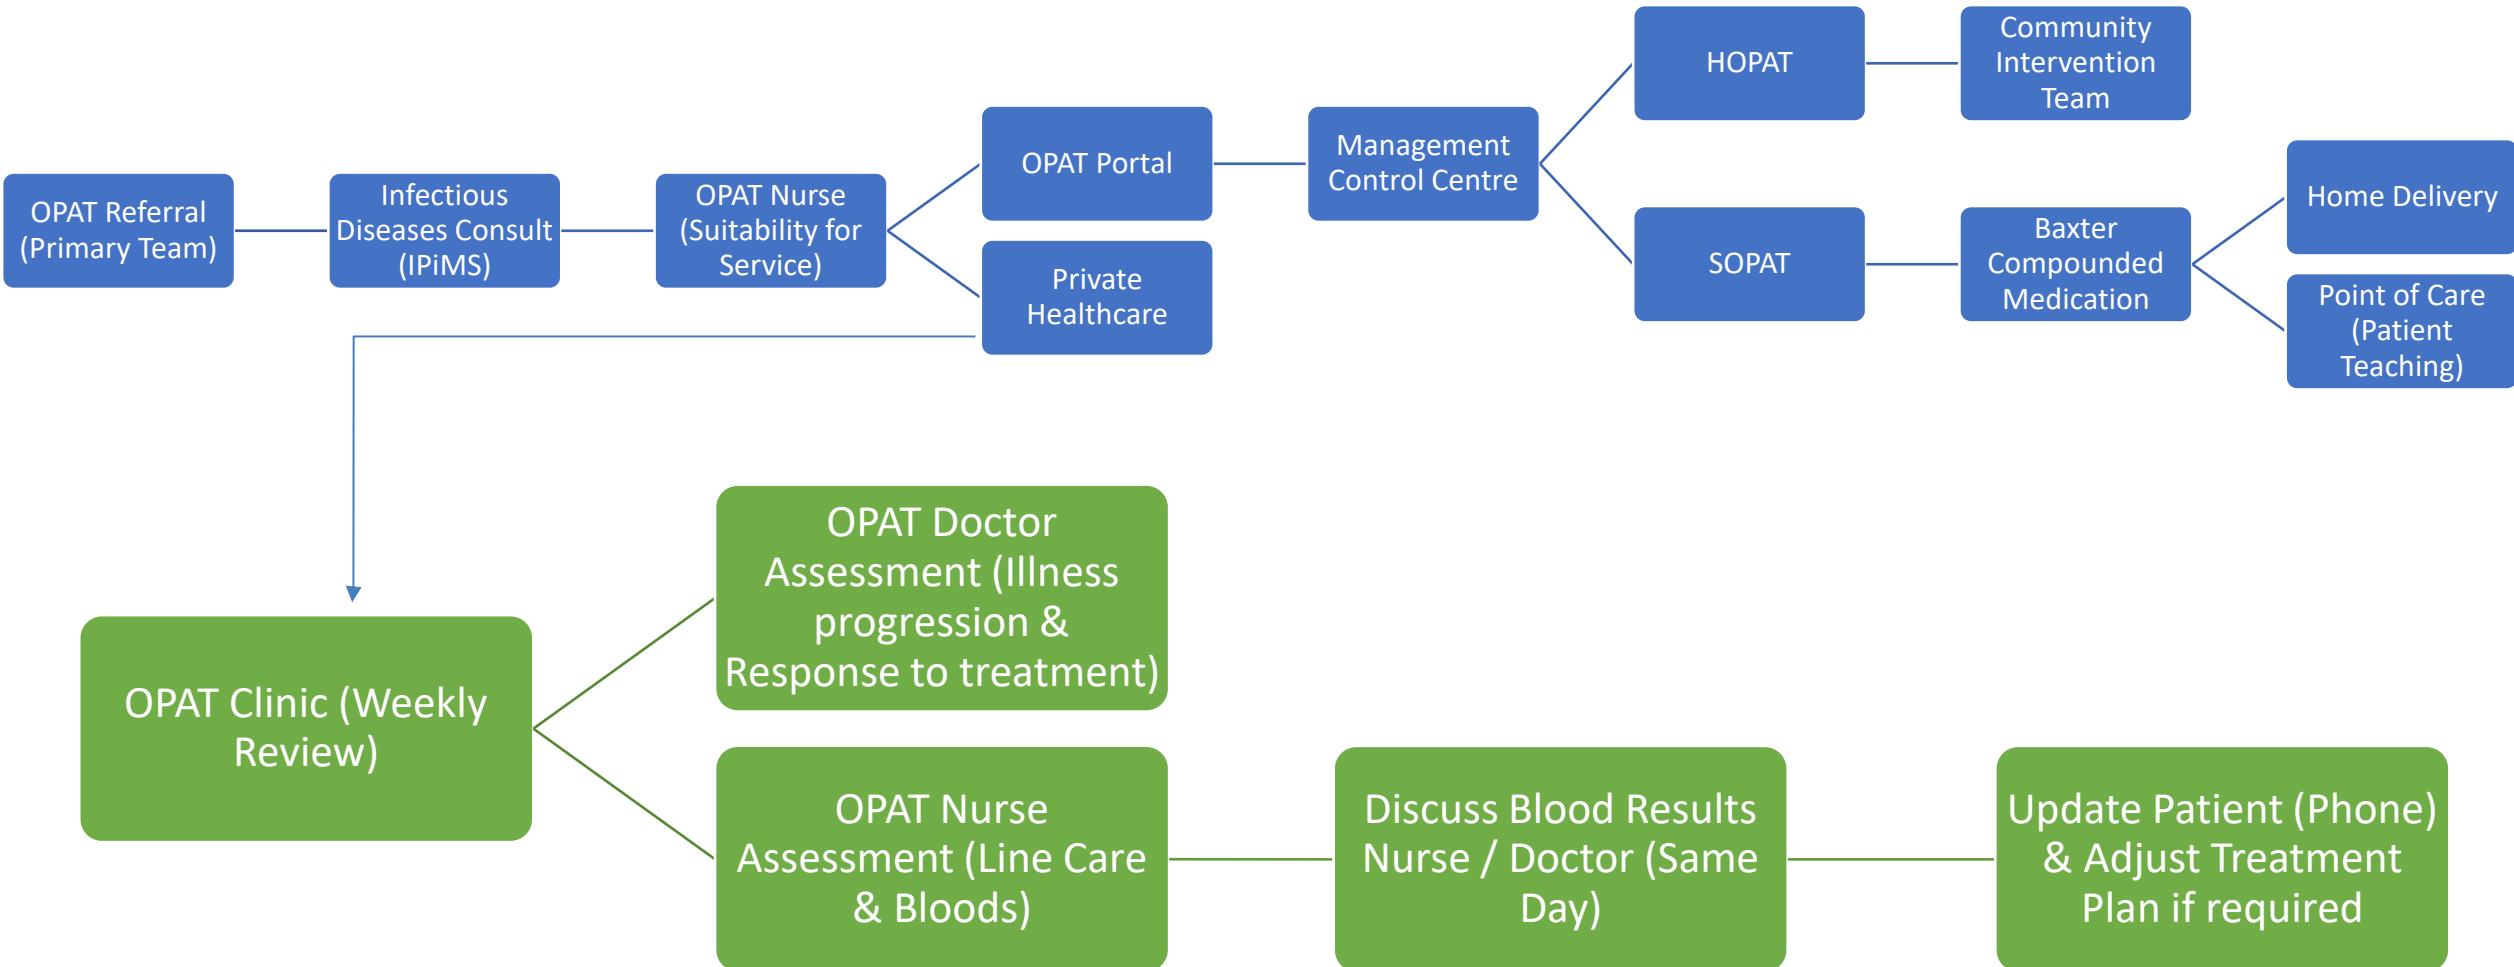 OPAT Referral
(Primary Team)
Infectious
Diseases Consult
(IPiMS)
OPAT Nurse
(Suitability for
Service)
OPAT Portal
Private
Healthcare
Management
Control Centre
HOPAT
Community
Intervention
Team
SOPAT
Baxter
Compounded
Medication
Home Delivery
Point of Care
(Patient
Teaching)
OPAT Clinic (Weekly
Review)
OPAT Doctor
Assessment (Illness
progression &
Response to treatment)
OPAT Nurse
Assessment (Line Care
& Bloods)
Discuss Blood Results
Nurse / Doctor (Same
Day)
Update Patient (Phone)
& Adjust Treatment
Plan if required